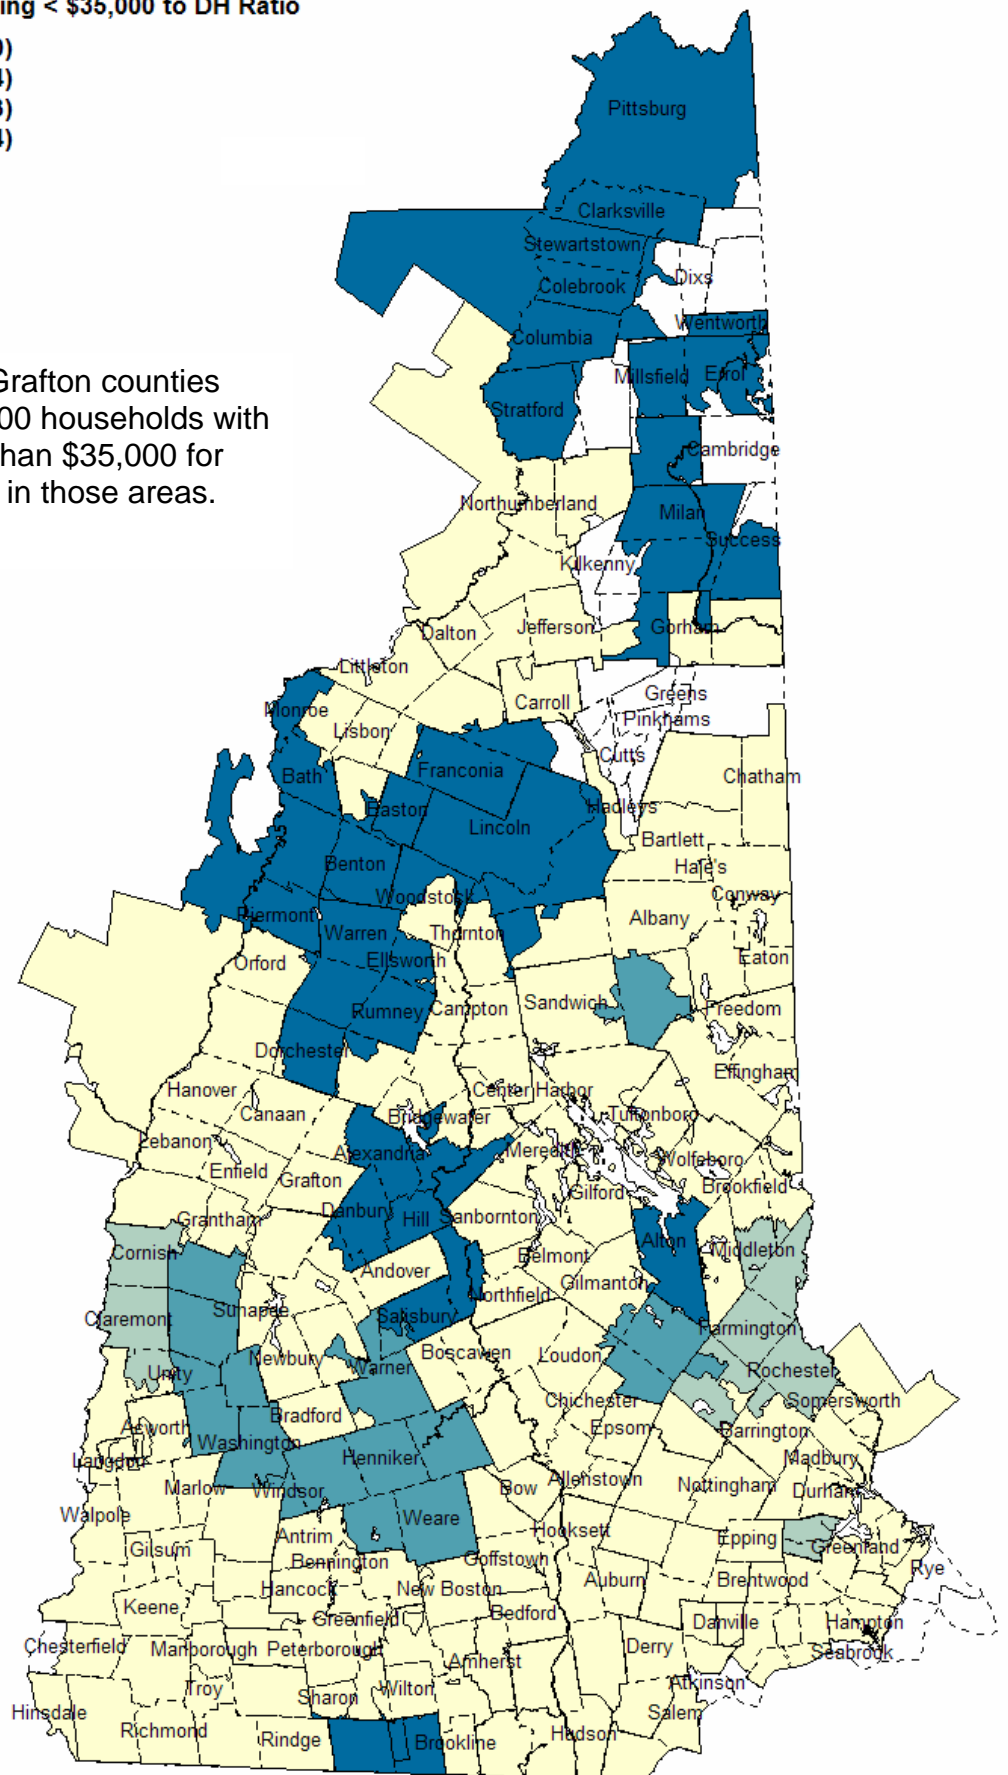 ing < $35,000 to DH Ratio
)
4)
3)
4)
Pittsburg
Clarksville
Stewartstown
Dixs
Colebrook
Wentworth
Columbia
Grafton counties
00 households with
han $35,000 for
in those areas.
Millsfield
Errol
Stratford
Cambridge
Northumberland
Milan
Success
Kilkenny
Dalton
Jefferson
Gorham
Littleton
Greens
Carroll
Monroe
Pinkhams
Lisbon
Cutts
Franconia
Bath
Chatham
Easton
Hadleys
Lincoln
Bartlett
Benton
Hale's
Woodstock
Conway
Piermont
Albany
Warren
Thornton
Ellsworth
Eaton
Orford
Sandwich
Rumney
Campton
Freedom
Dorchester
Effingham
Hanover
Center Harbor
Canaan
Bridgewater
Tuftonboro
Lebanon
Alexandria
Meredith
Wolfeboro
Enfield
Grafton
Gilford
Brookfield
Danbury
Hill
Sanbornton
Grantham
Alton
Middleton
Cornish
Belmont
Andover
Gilmanton
Northfield
Sunapee
Salisbury
Claremont
Farmington
Boscawen
Loudon
Newbury
Warner
Unity
Rochester
Chichester
Somersworth
Bradford
Acworth
Epsom
Barrington
Washington
Henniker
Madbury
Langdon
Allenstown
Marlow
Windsor
Bow
Nottingham
Durham
Walpole
Weare
Antrim
Hooksett
Epping
Greenland
Gilsum
Bennington
Goffstown
Rye
Hancock
New Boston
Auburn
Brentwood
Keene
Greenfield
Bedford
Danville
Hampton
Chesterfield
Marlborough
Peterborough
Derry
Seabrook
Amherst
Troy
Wilton
Atkinson
Sharon
Hinsdale
Salem
Richmond
Rindge
Brookline
Hudson